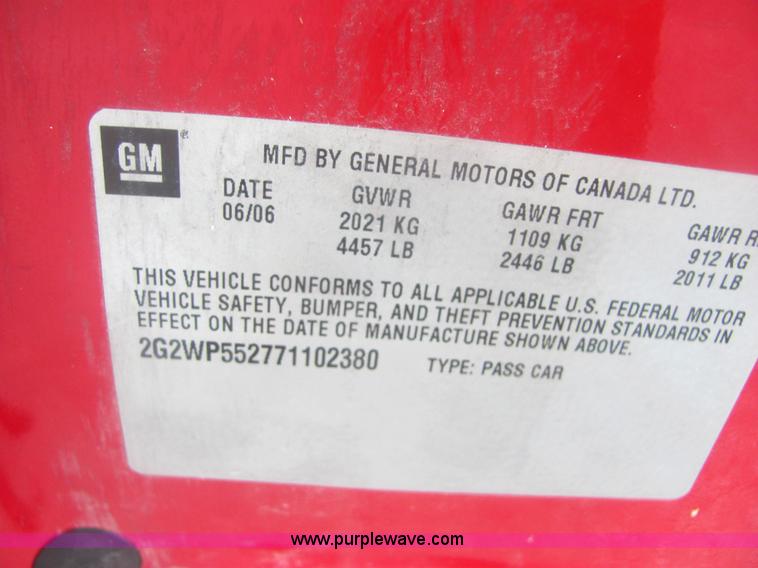 GM ®
MFD BY GENERAL MOTORS OF CANADA LTD.
DATE GVWR GAWR FRT GAWR R
06/06 2021 KG 1109 KG 912 KG
4457 LB 2446 LB 2011 LB
THIS VEHICLE CONFORMS TO ALL APPLICABLE U.S. FEDERAL MOTOR
VEHICLE SAFETY, BUMPER, AND THEFT PREVENTION STANDARDS IN
EFFECT ON THE DATE OF MANUFACTURE SHOWN ABOVE.
2G2WP552771102380 TYPE: PASS CAR
www.purplewave.com